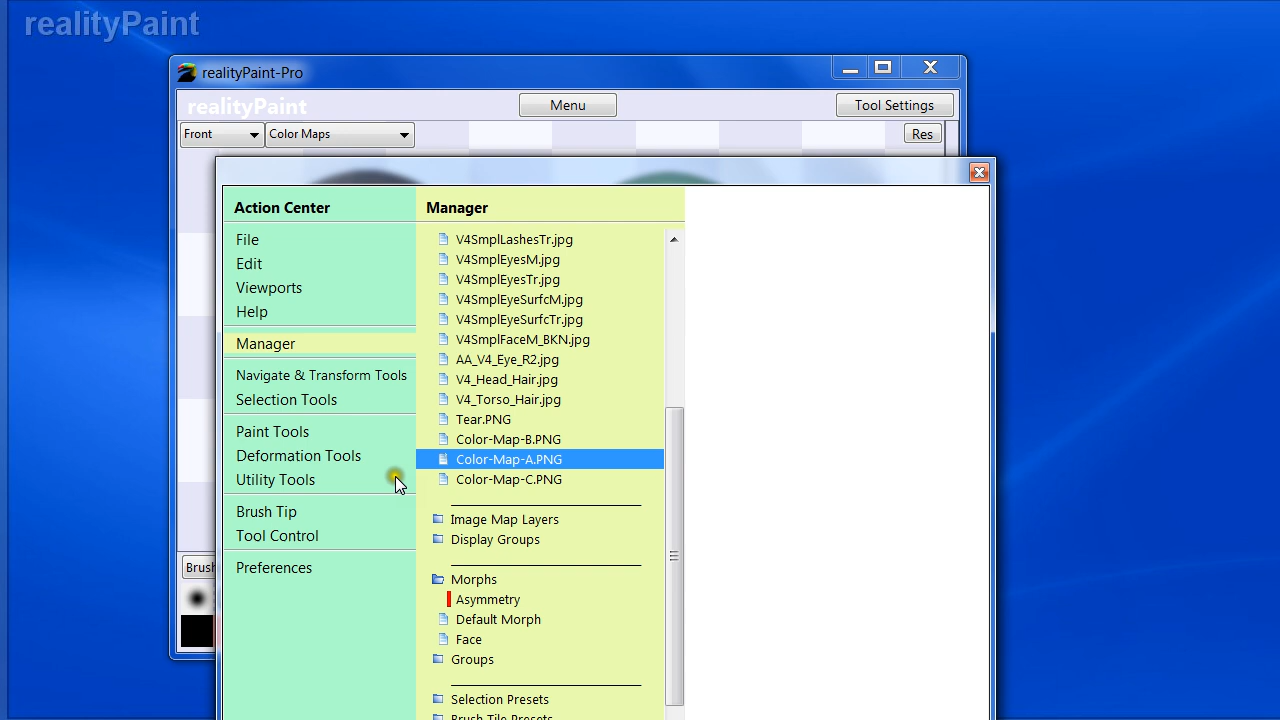 realityPaint
realityPaint-Pro
realityPaint
Menu
Tool Settings
Front
Color Maps
Res
Action Center
Manager
File
Edit
Viewports
Help
Manager
Navigate & Transform Tools
Selection Tools
Paint Tools
Deformation Tools
Utility Tools
Brush Tip
Tool Control
Preferences
V4SmplLashesTr.jpg
V4SmplEyesM.jpg
V4SmplEyesTr.jpg
V4SmplEyeSurfcM.jpg
V4SmplEyeSurfcTr.jpg
V4SmplFaceM_BKN.jpg
AA_V4_Eye_R2.jpg
V4_Head_Hair.jpg
V4_Torso_Hair.jpg
Tear.PNG
Color-Map-B.PNG
Color-Map-A.PNG
Color-Map-C.PNG
Image Map Layers
Display Groups
Morphs
Asymmetry
Default Morph
Face
Groups
Selection Presets
Brush Tile Presets
Brush